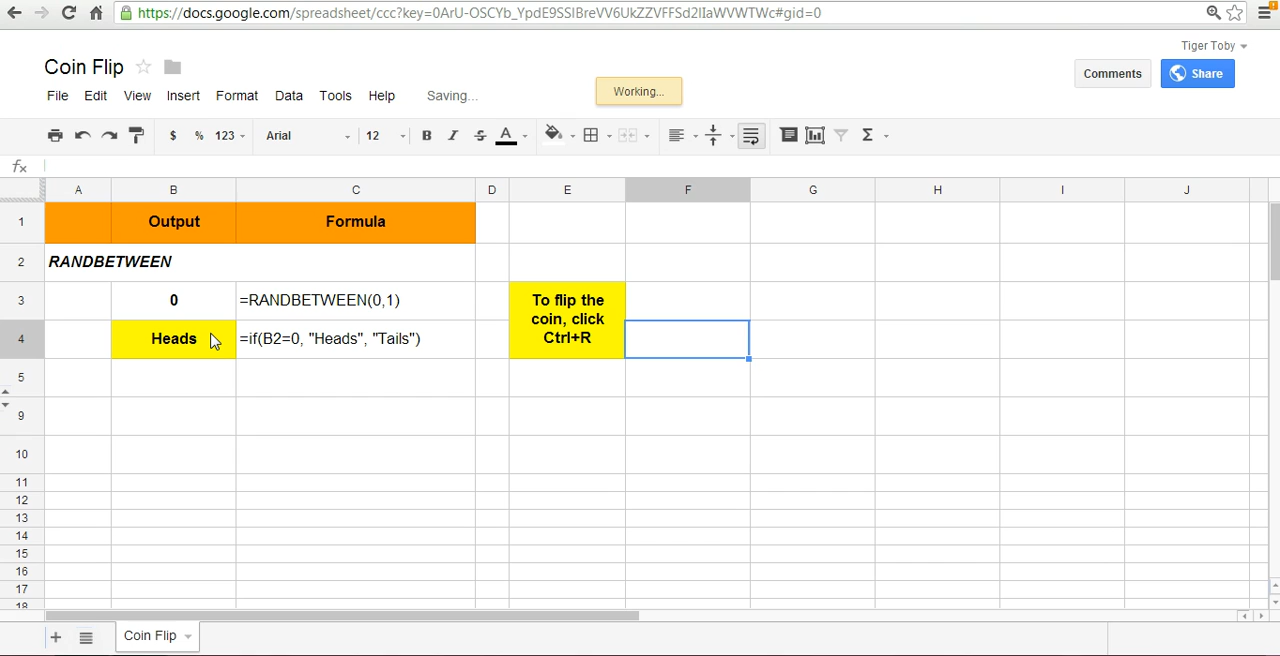 https://docs.google.com/spreadsheet/ccc?key=0ArU-OSCYb_YpdE9SSlBreVV6UkZZVFFSd2lIaWVWTWc#gid=0
Tiger Toby
Coin Flip
Comments
Share
Working...
File Edit View Insert Format Data Tools Help Saving...
$ % 123 Arial 12 B I S A Σ
fx
A B C D E F G H I J
1 Output Formula
2 RANDBETWEEN
3 0 =RANDBETWEEN(0,1)
4 Heads =if(B2=0, "Heads", "Tails")
To flip the
coin, click
Ctrl+R
5
9
10
11
12
13
14
15
16
17
18
+ Coin Flip